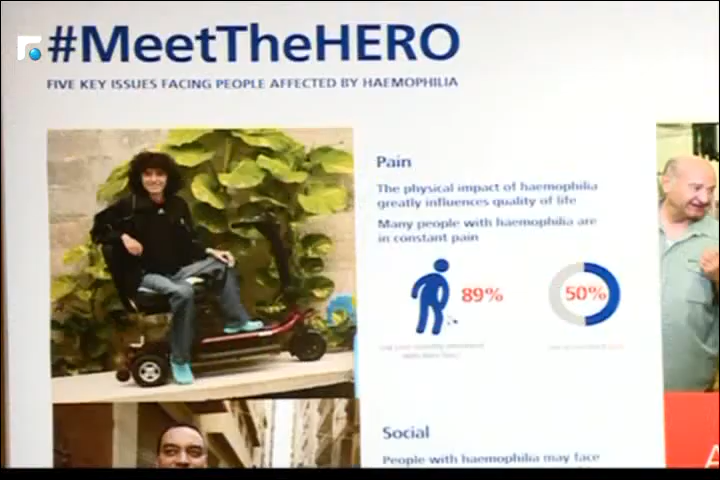 #MeetTheHERO
FIVE KEY ISSUES FACING PEOPLE AFFECTED BY HAEMOPHILIA
Pain
The physical impact of haemophilia
greatly influences quality of life
Many people with haemophilia are
in constant pain
89%
50%
Social
People with haemophilia may face